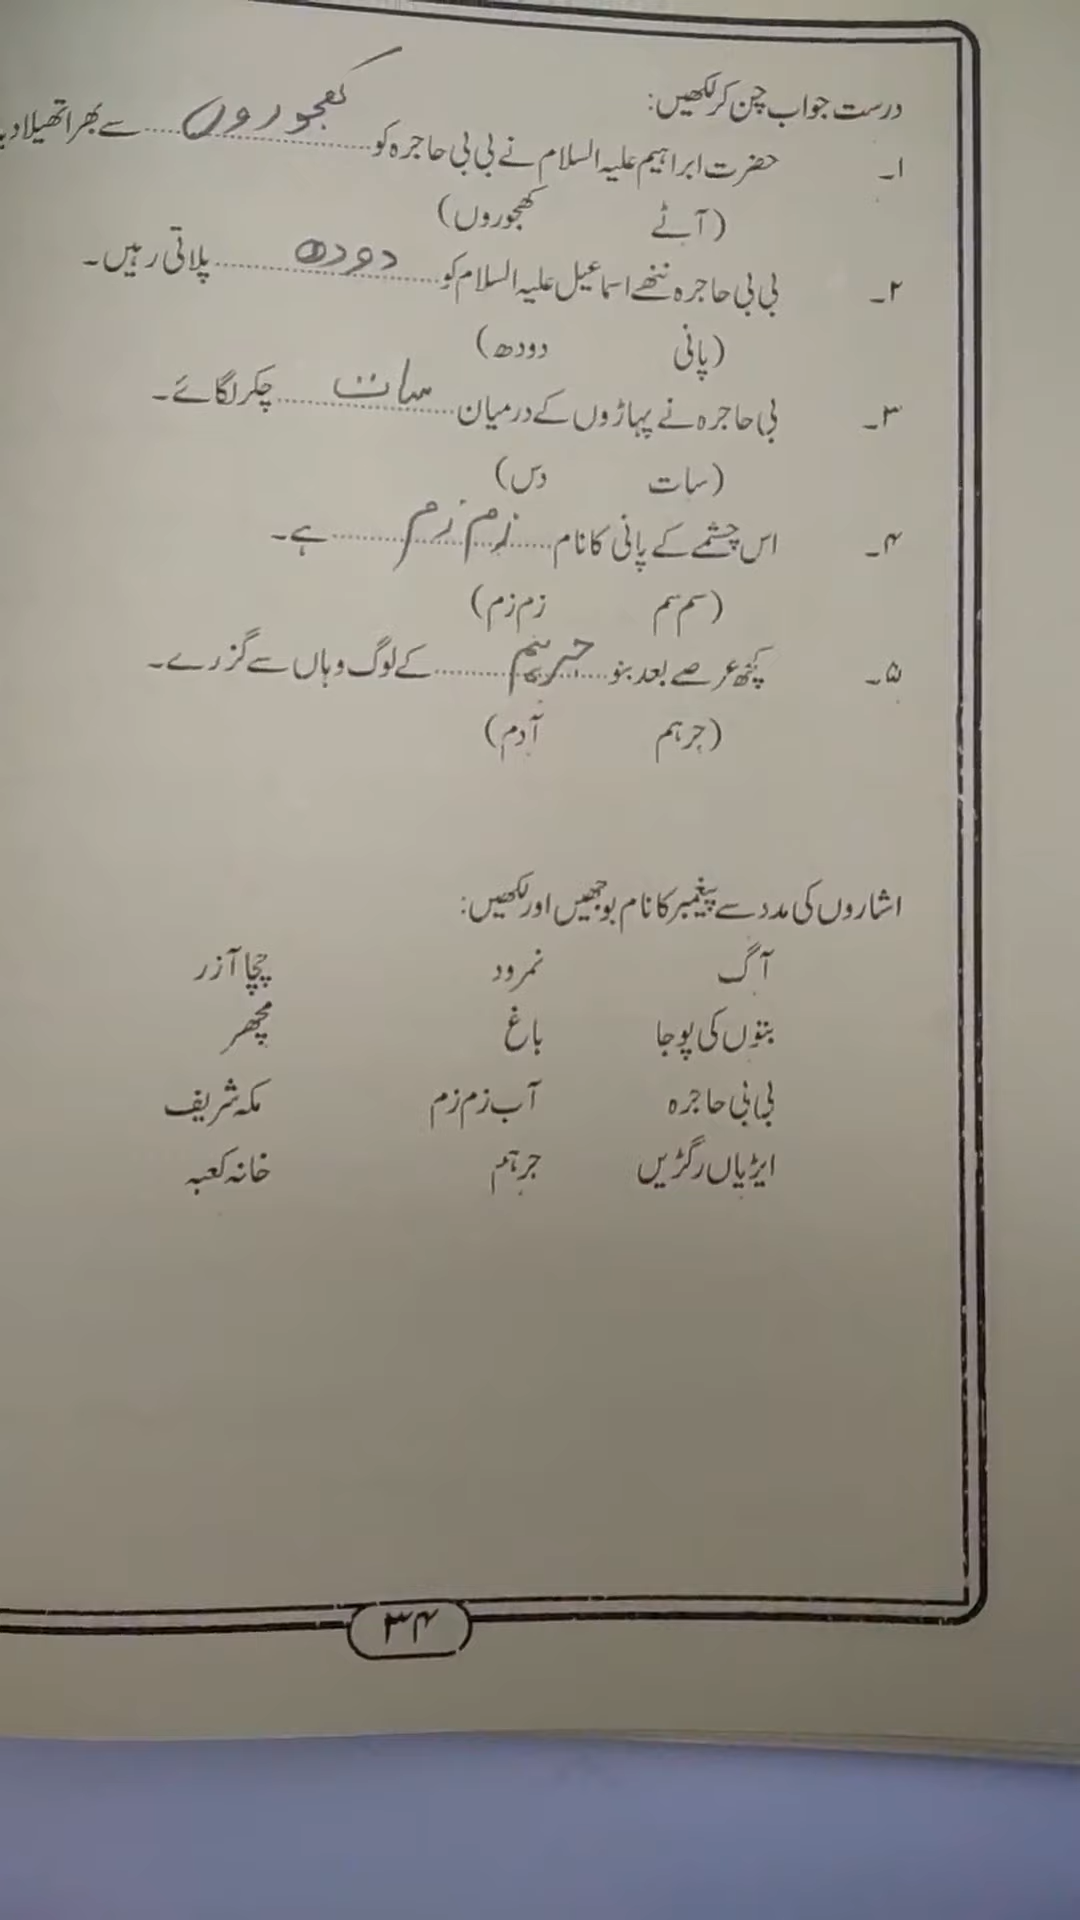 درست جواب چن کر لکھیں:
۱۔ حضرت ابراہیم علیہ السلام نے بی بی حاجرہ کو کھجوروں سے بھرا تھیلا دیا
(آٹے کھجوروں)
۲۔ بی بی حاجرہ ننھے اسماعیل علیہ السلام کو دودھ پلاتی رہیں۔
(پانی دودھ)
۳۔ بی حاجرہ نے پہاڑوں کے درمیان سات چکر لگائے۔
(سات دس)
۴۔ اس چشمے کے پانی کا نام زم زم ہے۔
(سم سم زم زم)
۵۔ کچھ عرصے بعد بنو جرہم کے لوگ وہاں سے گزرے۔
(جرہم آدم)
اشاروں کی مدد سے پیغمبر کا نام بوجھیں اور لکھیں:
آگ نمرود چچا آزر
بتوں کی پوجا باغ مچھر
بی بی حاجرہ آب زم زم مکہ شریف
ایڑیاں رگڑیں جرہم خانہ کعبہ
۳۴